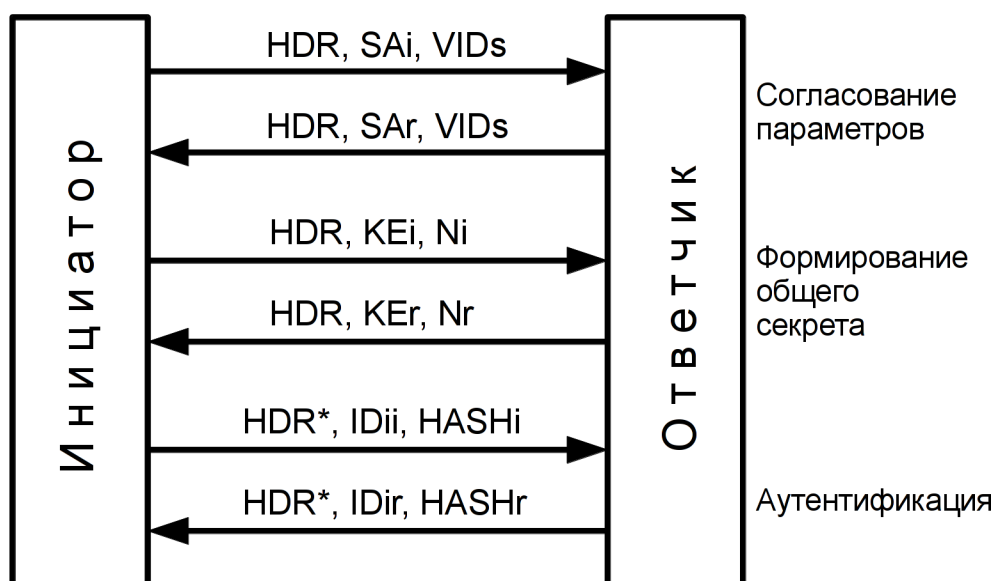 Инициатор
HDR, SAi, VIDs
HDR, SAr, VIDs
HDR, KEi, Ni
HDR, KEr, Nr
HDR*, IDii, HASHi
HDR*, IDir, HASHr
Ответчик
Согласование
параметров
Формирование
общего
секрета
Аутентификация